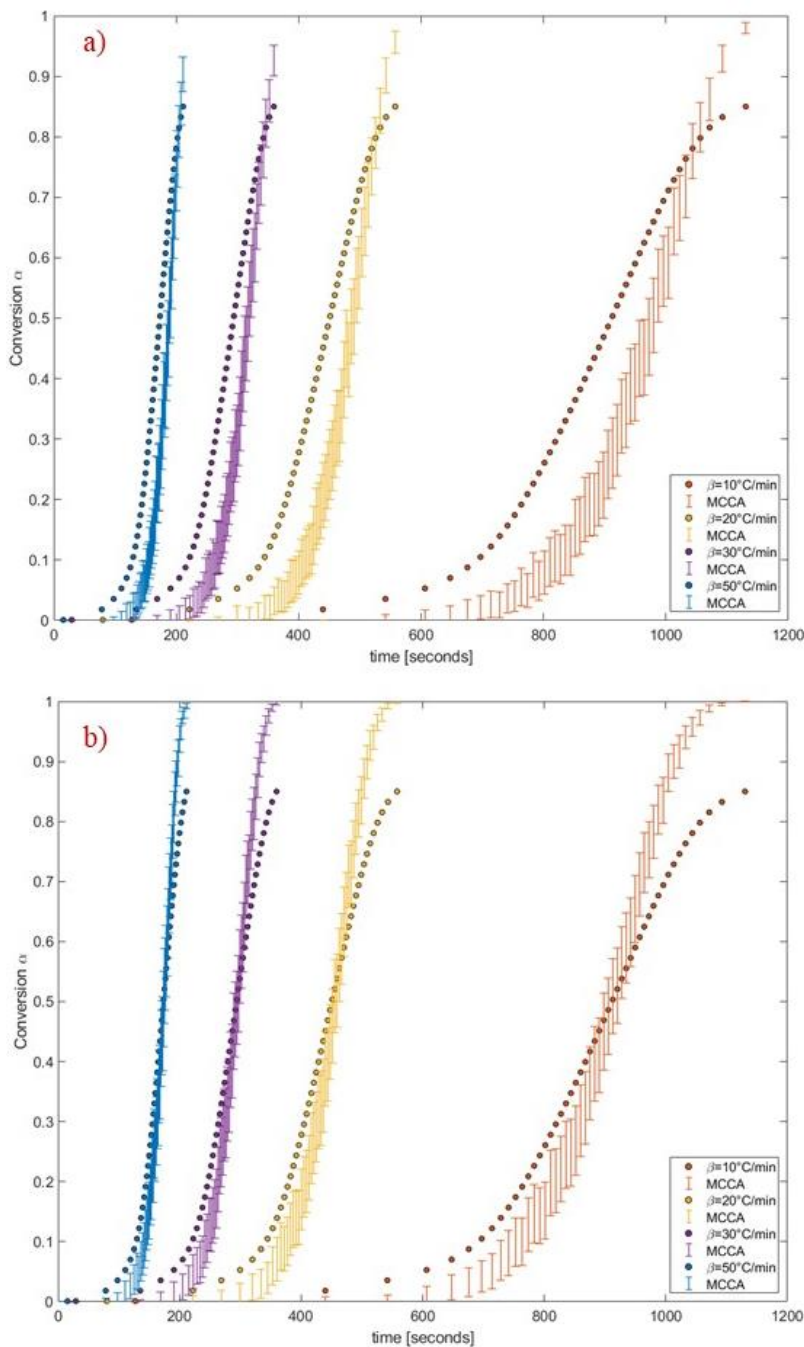 a)
1
0.9
0.8
0.7
0.6
0.5
0.4
0.3
0.2
0.1
0
Conversion α
0 200 400 600 800 1000 1200
time [seconds]
β=10°C/min
MCCA
β=20°C/min
MCCA
β=30°C/min
MCCA
β=50°C/min
MCCA
b)
1
0.9
0.8
0.7
0.6
0.5
0.4
0.3
0.2
0.1
0
Conversion α
0 200 400 600 800 1000 1200
time [seconds]
β=10°C/min
MCCA
β=20°C/min
MCCA
β=30°C/min
MCCA
β=50°C/min
MCCA